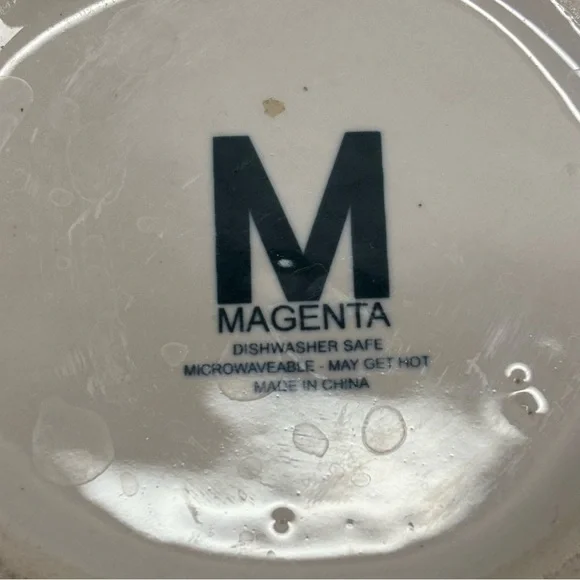 M
MAGENTA
DISHWASHER SAFE
MICROWAVEABLE - MAY GET HOT
MADE IN CHINA